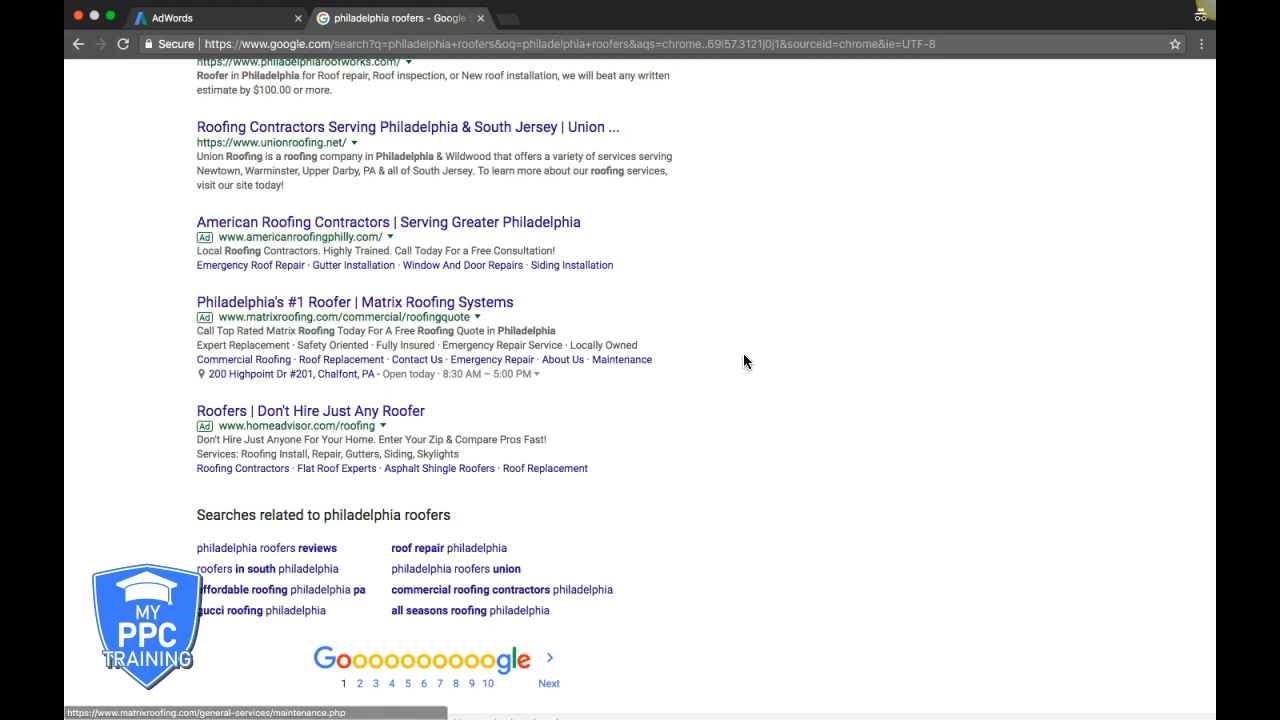 AdWords
philadelphia roofers - Google
Secure
https://www.google.com/search?q=philadelphia+roofers&oq=philadelphia+roofers&aqs=chrome..69i57.3121j0j1&sourceid=chrome&ie=UTF-8
https://www.philadelphiaroofworks.com/
Roofer in Philadelphia for Roof repair, Roof inspection, or New roof installation, we will beat any written
estimate by $100.00 or more.
Roofing Contractors Serving Philadelphia & South Jersey | Union ...
https://www.unionroofing.net/
Union Roofing is a roofing company in Philadelphia & Wildwood that offers a variety of services serving
Newtown, Warminster, Upper Darby, PA & all of South Jersey. To learn more about our roofing services,
visit our site today!
American Roofing Contractors | Serving Greater Philadelphia
Ad www.americanroofingphilly.com/
Local Roofing Contractors. Highly Trained. Call Today For a Free Consultation!
Emergency Roof Repair · Gutter Installation · Window And Door Repairs · Siding Installation
Philadelphia's #1 Roofer | Matrix Roofing Systems
Ad www.matrixroofing.com/commercial/roofingquote
Call Top Rated Matrix Roofing Today For A Free Roofing Quote in Philadelphia
Expert Replacement · Safety Oriented · Fully Insured · Emergency Repair Service · Locally Owned
Commercial Roofing · Roof Replacement · Contact Us · Emergency Repair · About Us · Maintenance
200 Highpoint Dr #201, Chalfont, PA - Open today · 8:30 AM – 5:00 PM
Roofers | Don't Hire Just Any Roofer
Ad www.homeadvisor.com/roofing
Don't Hire Just Anyone For Your Home. Enter Your Zip & Compare Pros Fast!
Services: Roofing Install, Repair, Gutters, Siding, Skylights
Roofing Contractors · Flat Roof Experts · Asphalt Shingle Roofers · Roof Replacement
Searches related to philadelphia roofers
philadelphia roofers reviews
roof repair philadelphia
roofers in south philadelphia
philadelphia roofers union
ffordable roofing philadelphia pa
commercial roofing contractors philadelphia
gucci roofing philadelphia
all seasons roofing philadelphia
MY
PPC
TRAINING
Goooooooooogle
1 2 3 4 5 6 7 8 9 10 Next
https://www.matrixroofing.com/general-services/maintenance.php